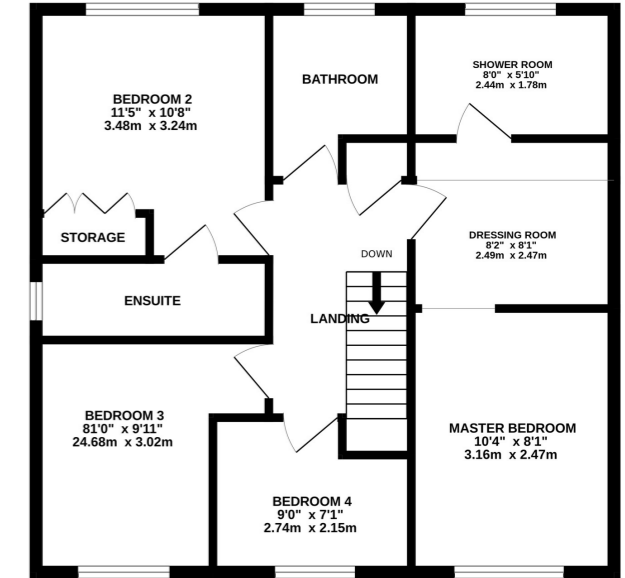 BEDROOM 2
11'5" x 10'8"
3.48m x 3.24m
BATHROOM
SHOWER ROOM
8'0" x 5'10"
2.44m x 1.78m
STORAGE
ENSUITE
DOWN
LANDING
DRESSING ROOM
8'2" x 8'1"
2.49m x 2.47m
BEDROOM 3
81'0" x 9'11"
24.68m x 3.02m
BEDROOM 4
9'0" x 7'1"
2.74m x 2.15m
MASTER BEDROOM
10'4" x 8'1"
3.16m x 2.47m